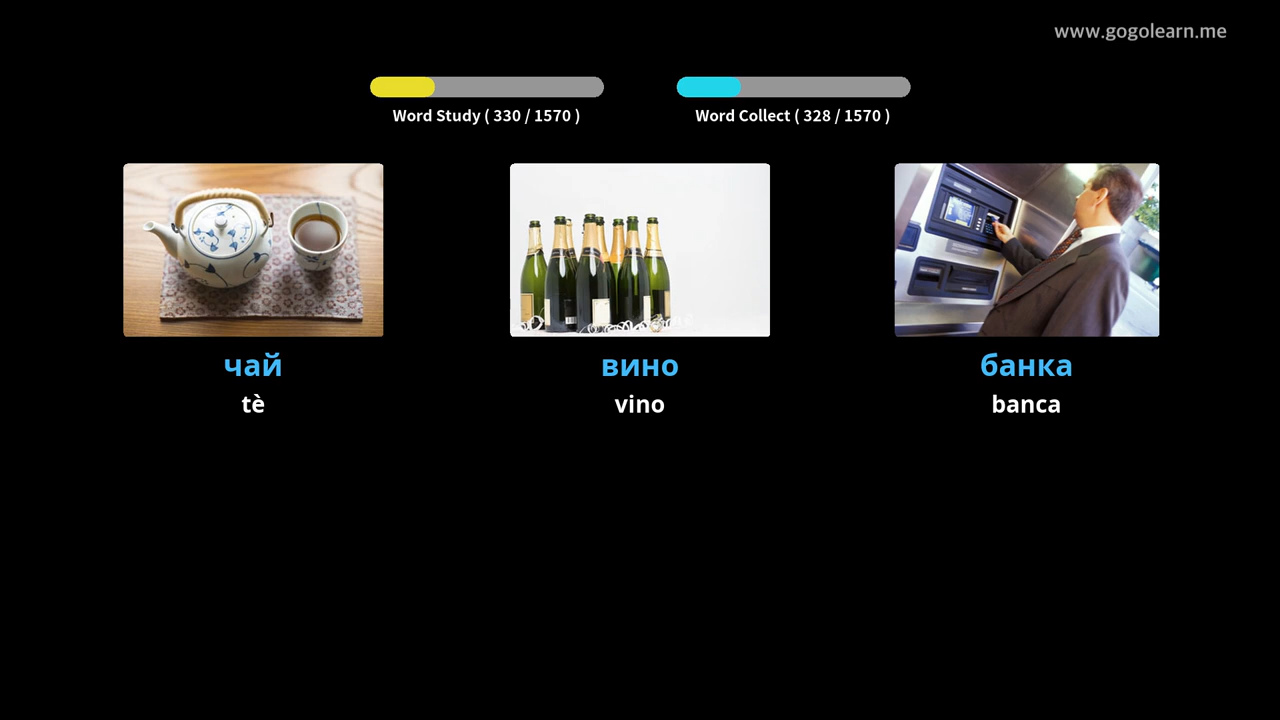 www.gogolearn.me
Word Study ( 330 / 1570 )
Word Collect ( 328 / 1570 )
чай
вино
банка
tè
vino
banca